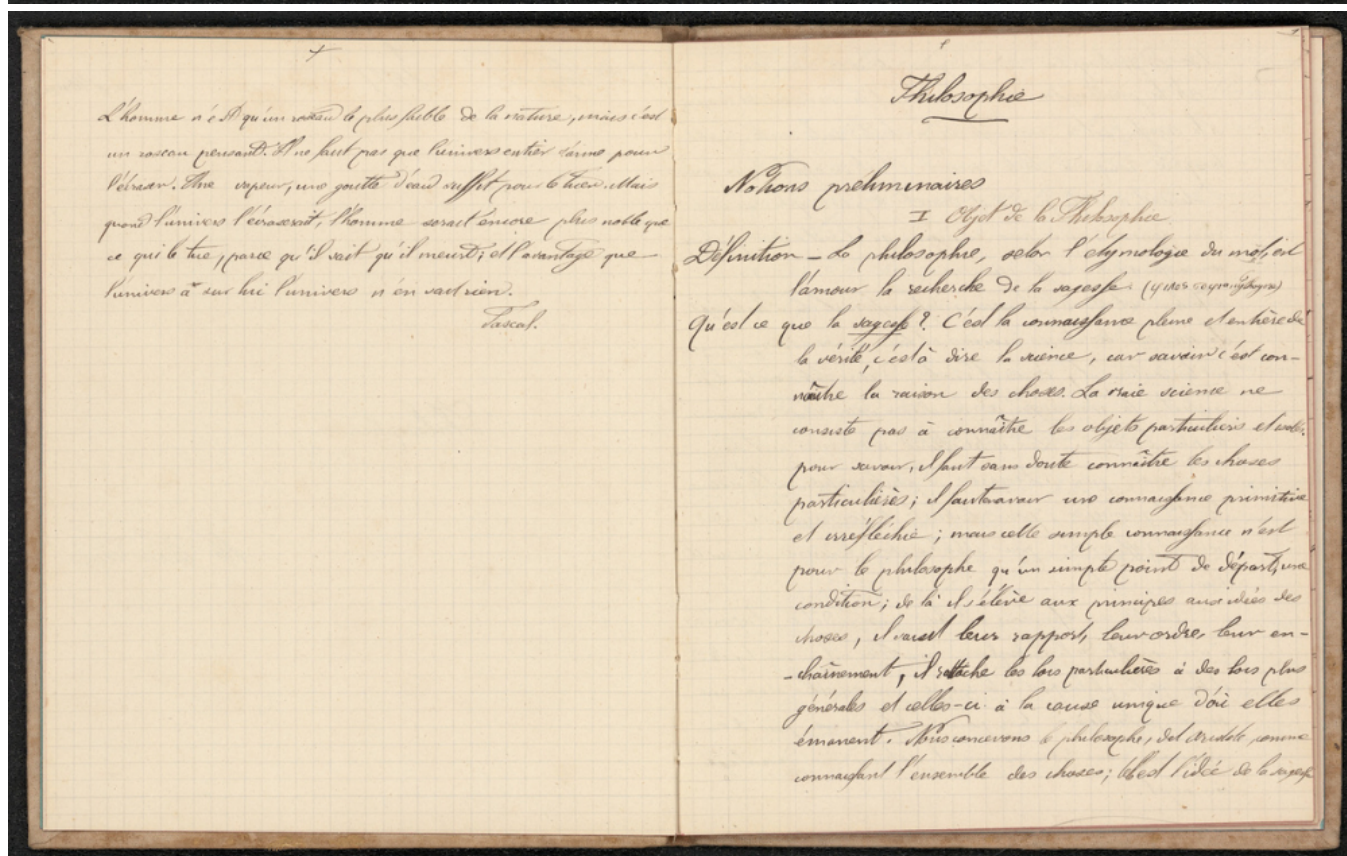 L'homme n'est qu'un roseau le plus faible de la nature, mais c'est
un roseau pensant. Il ne faut pas que l'univers entier s'arme pour
l'écraser. Une vapeur, une goutte d'eau suffit pour le tuer. Mais
quand l'univers l'écraserait, l'homme serait encore plus noble que
ce qui le tue, parce qu'il sait qu'il meurt; et l'avantage que
l'univers a sur lui l'univers n'en sait rien.
Pascal.
Philosophie
Notions preliminaires
I Objet de la Philosophie
Définition – La philosophie, selon l'etymologie du mot, est
l'amour la recherche de la sagesse
Qu'est ce que la sagesse? C'est la connaissance pleine et entière de
la vérité, c'est à dire la science, car savoir c'est con-
naître la raison des choses. La vraie science ne
consiste pas à connaître les objets particuliers et
pour savoir, il faut sans doute connaître les choses
particulières; il faut avoir une connaissance primitive
et irréfléchie; mais cette simple connaissance n'est
pour le philosophe qu'un simple point de départ, une
condition; de là il s'élève aux principes aux idées des
choses, il saisit leur rapport, leur ordre, leur en-
-chaînement, il rattache les lois particulières à des lois plus
générales et celles-ci à la cause unique d'où elles
émanent. Nous concevons le philosophe, dit Aristote, comme
connaissant l'ensemble des choses; telle est l'idée de la sagesse